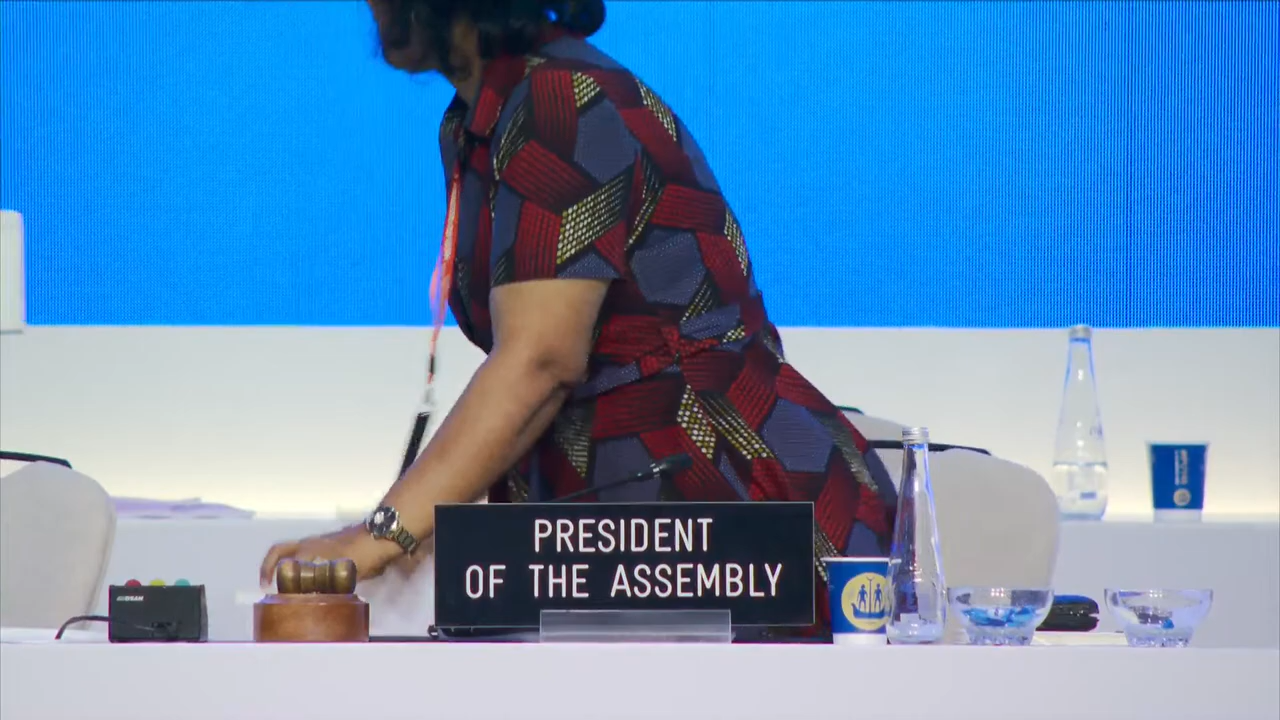 PRESIDENT
OF THE ASSEMBLY